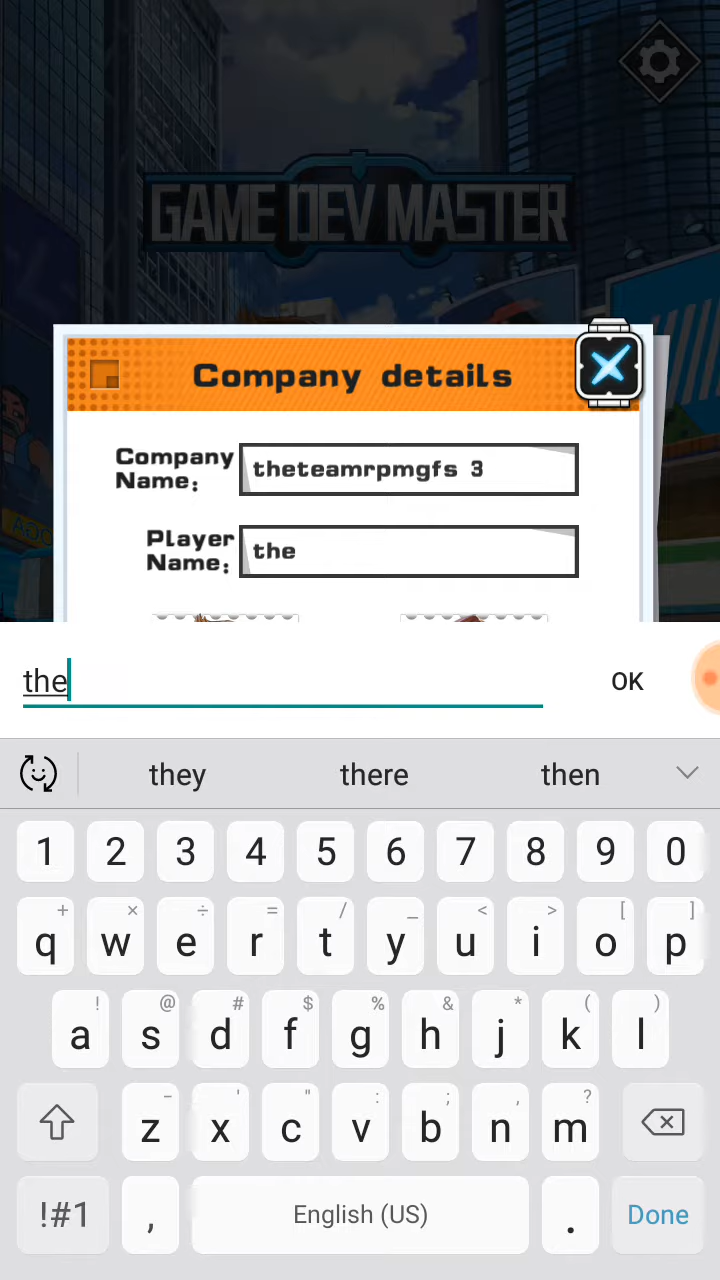 GAME DEV MASTER
Company details
Company Name: theteamrpmgfs 3
Player Name: the
the OK
they there then
1 2 3 4 5 6 7 8 9 0
+ × ÷ = / _ < > [ ]
q w e r t y u i o p
! @ # $ % & * ( )
a s d f g h j k l
- ' " : ; , ?
z x c v b n m
!#1 , English (US) . Done